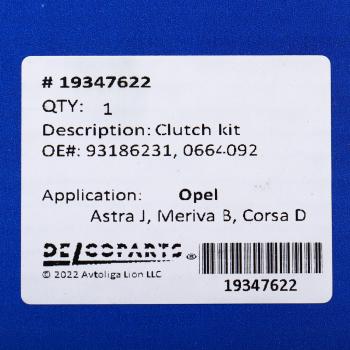 # 19347622
QTY: 1
Description: Clutch kit
OE#: 93186231, 0664092
Application: Opel
Astra J, Meriva B, Corsa D
DELCOPARTS ®
© 2022 Avtoliga Lion LLC
19347622